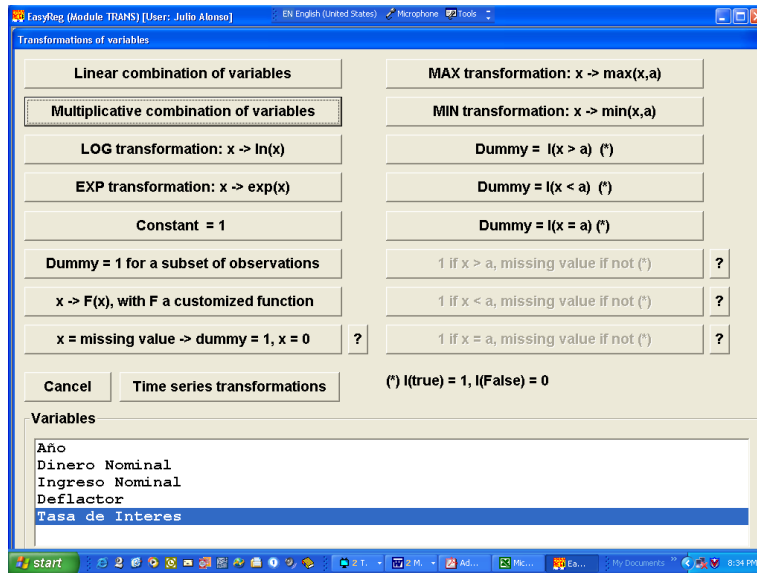 EasyReg (Module TRANS) [User: Julio Alonso]
EN English (United States) Microphone Tools
Transformations of variables
Linear combination of variables
MAX transformation: x -> max(x,a)
Multiplicative combination of variables
MIN transformation: x -> min(x,a)
LOG transformation: x -> ln(x)
Dummy = I(x > a) (*)
EXP transformation: x -> exp(x)
Dummy = I(x < a) (*)
Constant = 1
Dummy = I(x = a) (*)
Dummy = 1 for a subset of observations
1 if x > a, missing value if not (*)
?
x -> F(x), with F a customized function
1 if x < a, missing value if not (*)
?
x = missing value -> dummy = 1, x = 0
?
1 if x = a, missing value if not (*)
?
Cancel
Time series transformations
(*) I(true) = 1, I(False) = 0
Variables
Año
Dinero Nominal
Ingreso Nominal
Deflactor
Tasa de Interes
start
2 T.
2 M.
Ad...
Mic...
Ea...
My Documents
8:34 PM